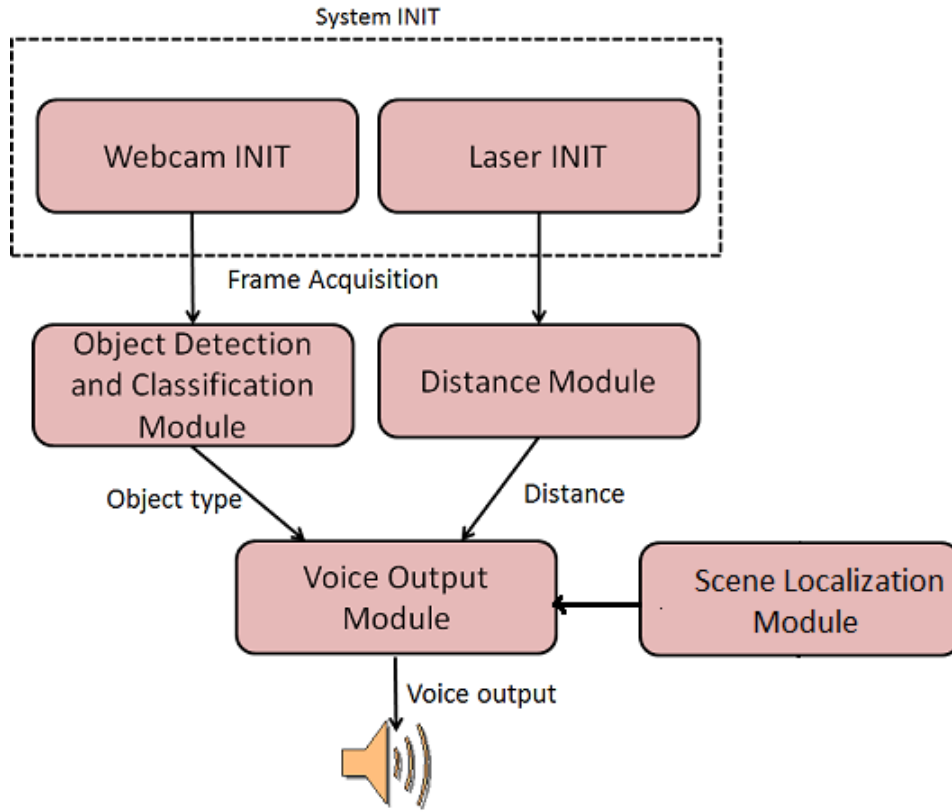 System INIT
Webcam INIT
Laser INIT
Frame Acquisition
Object Detection
and Classification
Module
Distance Module
Object type
Distance
Voice Output
Module
Scene Localization
Module
Voice output